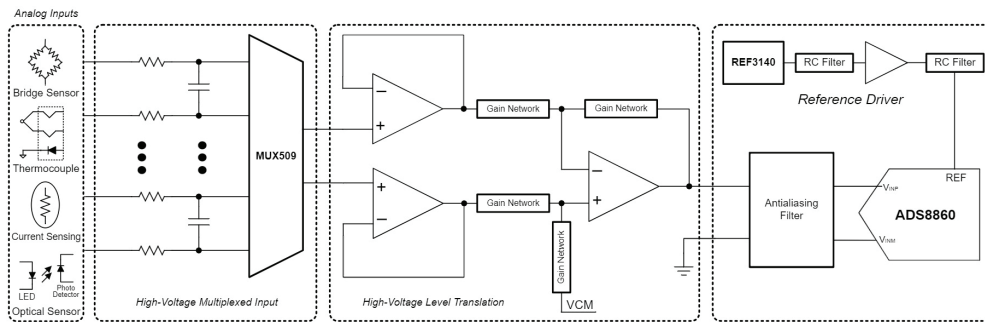 Analog Inputs
Bridge Sensor
Thermocouple
Current Sensing
LED
Photo
Detector
Optical Sensor
MUX509
High-Voltage Multiplexed Input
Gain Network
Gain Network
Gain Network
Gain Network
VCM
High-Voltage Level Translation
REF3140
RC Filter
RC Filter
Reference Driver
Antialiasing
Filter
VINP
VINM
REF
ADS8860